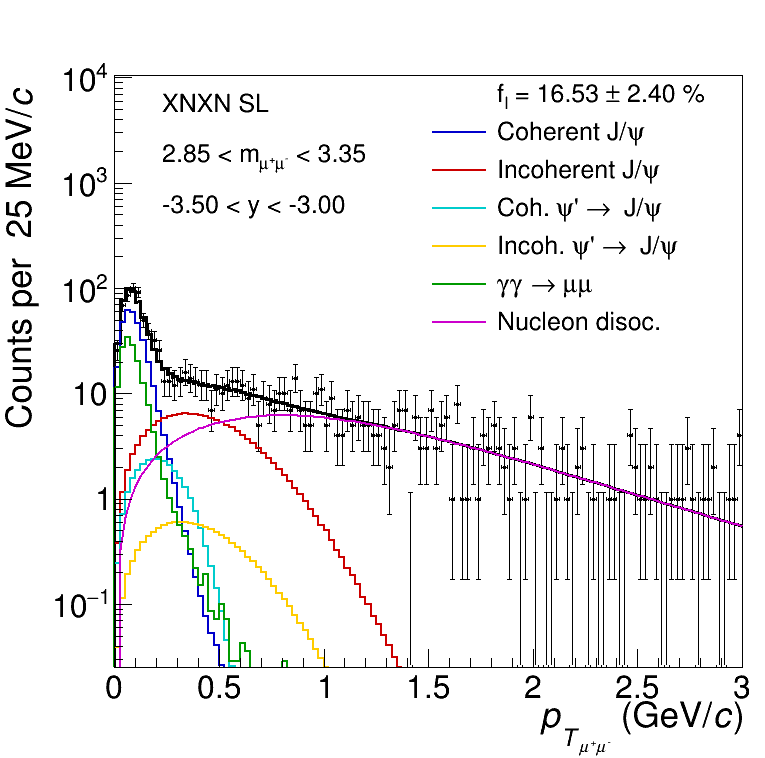 Counts per 25 MeV/c
10⁴
10³
10²
10
1
10⁻¹
XNXN SL
2.85 < m_μ⁺μ⁻ < 3.35
-3.50 < y < -3.00
f_I = 16.53 ± 2.40 %
Coherent J/ψ
Incoherent J/ψ
Coh. ψ' → J/ψ
Incoh. ψ' → J/ψ
γγ → μμ
Nucleon disoc.
0 0.5 1 1.5 2 2.5 3
p_T μ⁺μ⁻ (GeV/c)